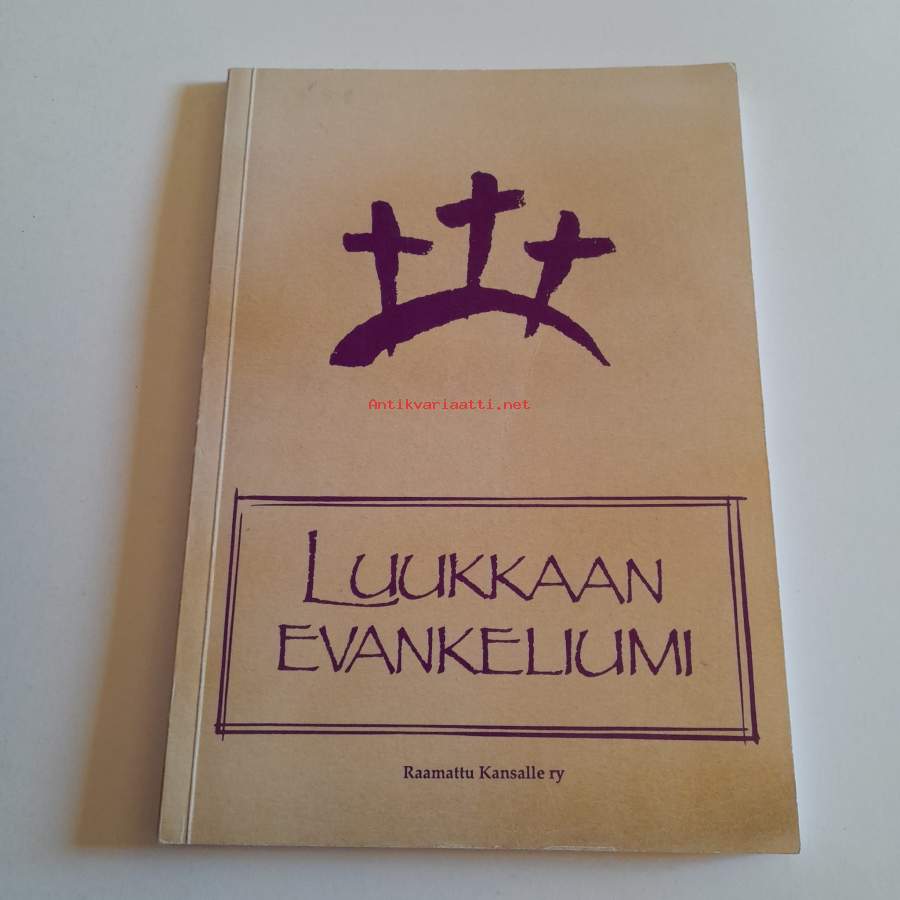 Antikvariaatti.net
LUUKKAAN
EVANKELIUMI
Raamattu Kansalle ry